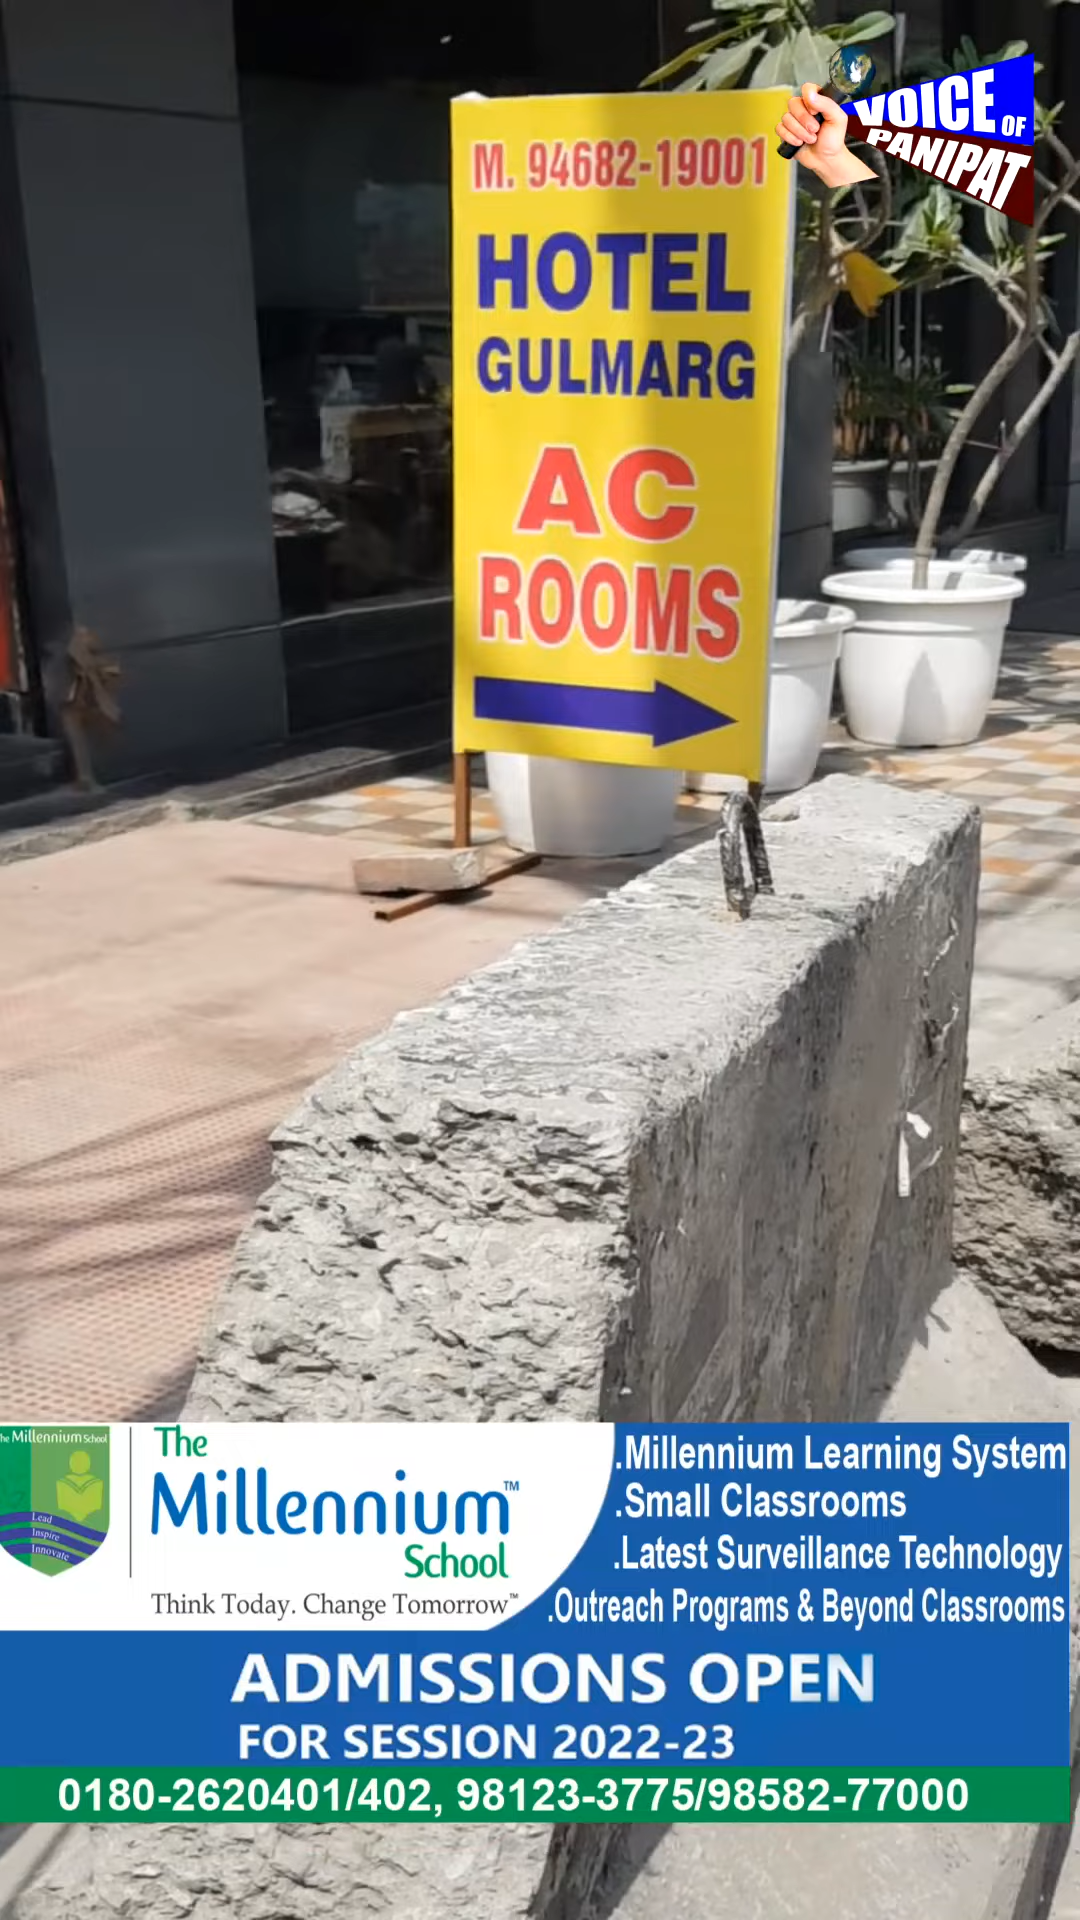 VOICE OF
PANIPAT
M. 94682-19001
HOTEL
GULMARG
AC
ROOMS
The Millennium School
Lead
Inspire
Innovate
The
Millennium™
School
Think Today. Change Tomorrow™
.Millennium Learning System
.Small Classrooms
.Latest Surveillance Technology
.Outreach Programs & Beyond Classrooms
ADMISSIONS OPEN
FOR SESSION 2022-23
0180-2620401/402, 98123-3775/98582-77000